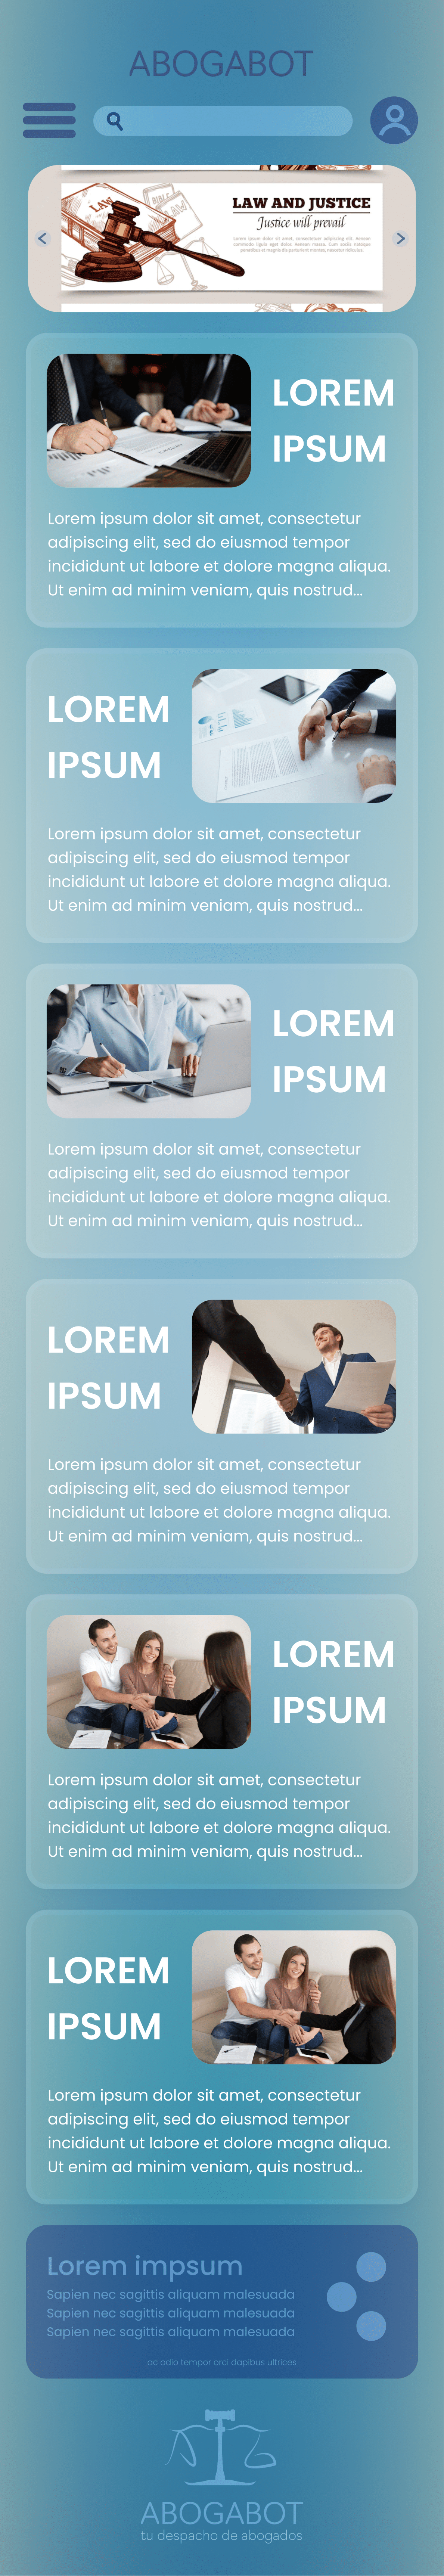 ABOGABOT
LAW
LAW AND JUSTICE
Justice will prevail
LOREM
IPSUM
Lorem ipsum dolor sit amet, consectetur
adipiscing elit, sed do eiusmod tempor
incididunt ut labore et dolore magna aliqua.
Ut enim ad minim veniam, quis nostrud...
LOREM
IPSUM
Lorem ipsum dolor sit amet, consectetur
adipiscing elit, sed do eiusmod tempor
incididunt ut labore et dolore magna aliqua.
Ut enim ad minim veniam, quis nostrud...
LOREM
IPSUM
Lorem ipsum dolor sit amet, consectetur
adipiscing elit, sed do eiusmod tempor
incididunt ut labore et dolore magna aliqua.
Ut enim ad minim veniam, quis nostrud...
LOREM
IPSUM
Lorem ipsum dolor sit amet, consectetur
adipiscing elit, sed do eiusmod tempor
incididunt ut labore et dolore magna aliqua.
Ut enim ad minim veniam, quis nostrud...
LOREM
IPSUM
Lorem ipsum dolor sit amet, consectetur
adipiscing elit, sed do eiusmod tempor
incididunt ut labore et dolore magna aliqua.
Ut enim ad minim veniam, quis nostrud...
LOREM
IPSUM
Lorem ipsum dolor sit amet, consectetur
adipiscing elit, sed do eiusmod tempor
incididunt ut labore et dolore magna aliqua.
Ut enim ad minim veniam, quis nostrud...
Lorem impsum
Sapien nec sagittis aliquam malesuada
Sapien nec sagittis aliquam malesuada
Sapien nec sagittis aliquam malesuada
ac odio tempor orci dapibus ultrices
ABOGABOT
tu despacho de abogados